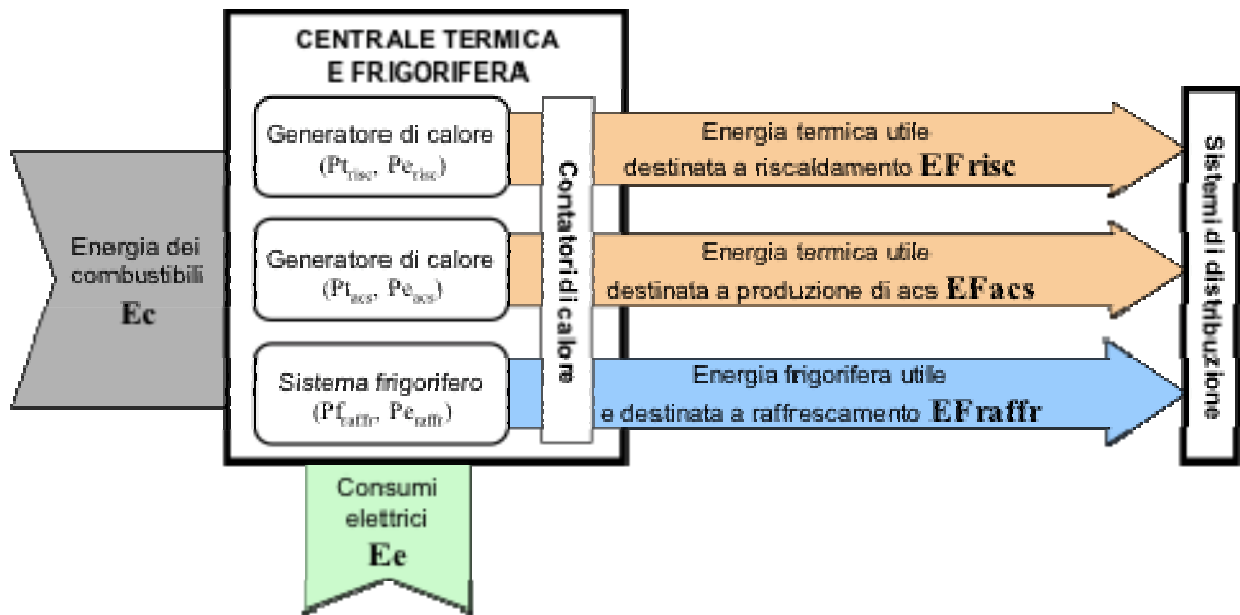 CENTRALE TERMICA
E FRIGORIFERA
Generatore di calore
(Pt_risc, Pe_risc)
Generatore di calore
(Pt_acs, Pe_acs)
Sistema frigorifero
(Pf_raffr, Pe_raffr)
Contatori di calore
Energia dei
combustibili
Ec
Energia termica utile
destinata a riscaldamento EFrisc
Energia termica utile
destinata a produzione di acs EFacs
Energia frigorifera utile
e destinata a raffrescamento EFraffr
Sistemi di distribuzione
Consumi
elettrici
Ee